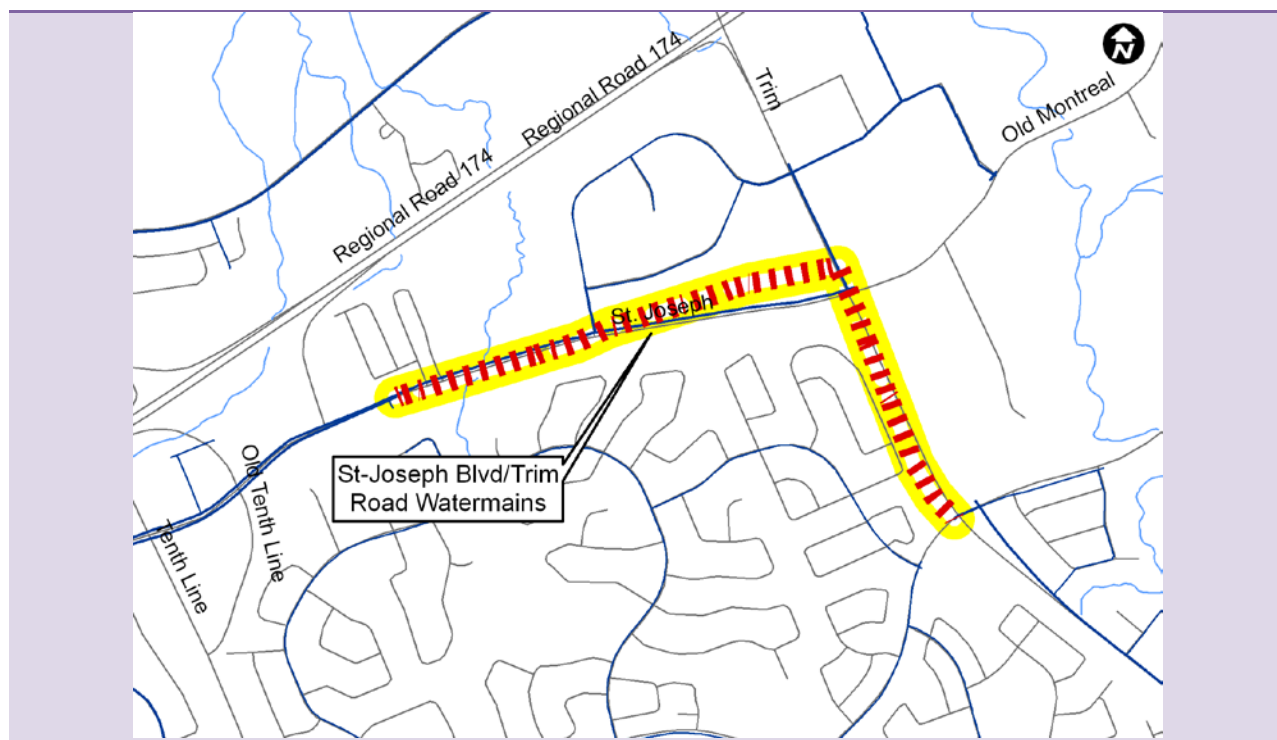 N
Regional Road 174
Trim
Old Montreal
Regional Road 174
St. Joseph
St-Joseph Blvd/Trim
Road Watermains
Old Tenth Line
Tenth Line